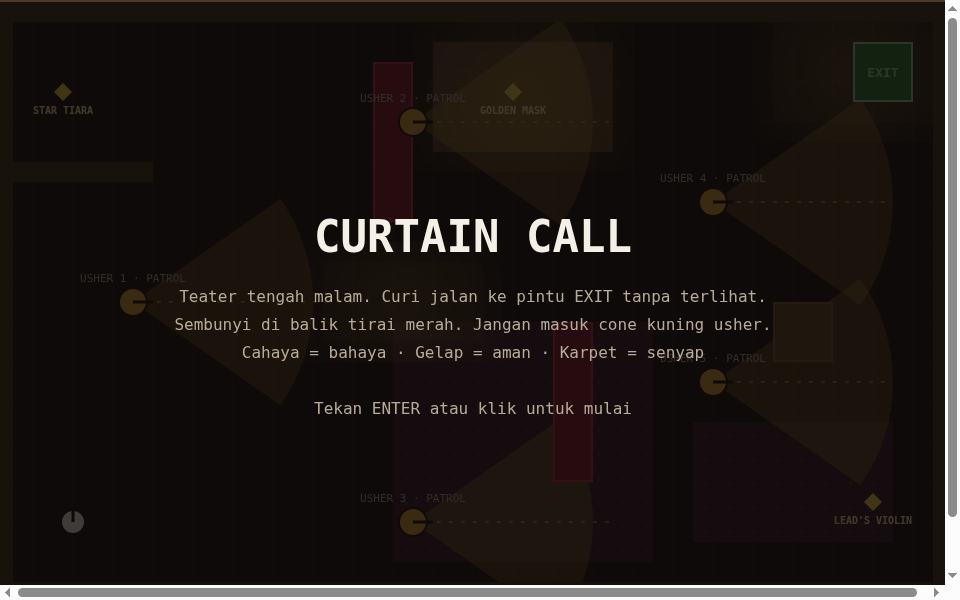 EXIT
STAR TIARA
USHER 2 · PATROL
GOLDEN MASK
USHER 4 · PATROL
CURTAIN CALL
USHER 1 · PATROL
Teater tengah malam. Curi jalan ke pintu EXIT tanpa terlihat.
Sembunyi di balik tirai merah. Jangan masuk cone kuning usher.
Cahaya = bahaya · Gelap = aman · Karpet = senyap
USHER 5 · PATROL
Tekan ENTER atau klik untuk mulai
USHER 3 · PATROL
LEAD'S VIOLIN